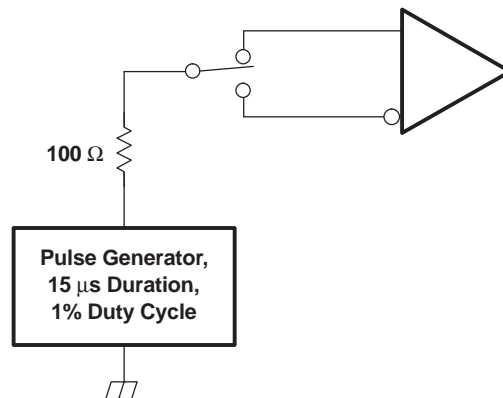 100 Ω
Pulse Generator,
15 μs Duration,
1% Duty Cycle